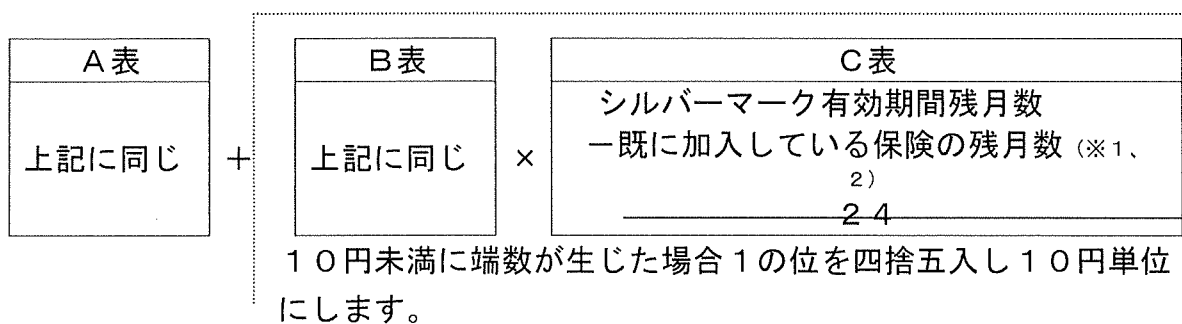 A表
B表
C表
上記に同じ
+
上記に同じ
×
シルバーマーク有効期間残月数
－既に加入している保険の残月数（※１、
２）
２４
１０円未満に端数が生じた場合１の位を四捨五入し１０円単位
にします。